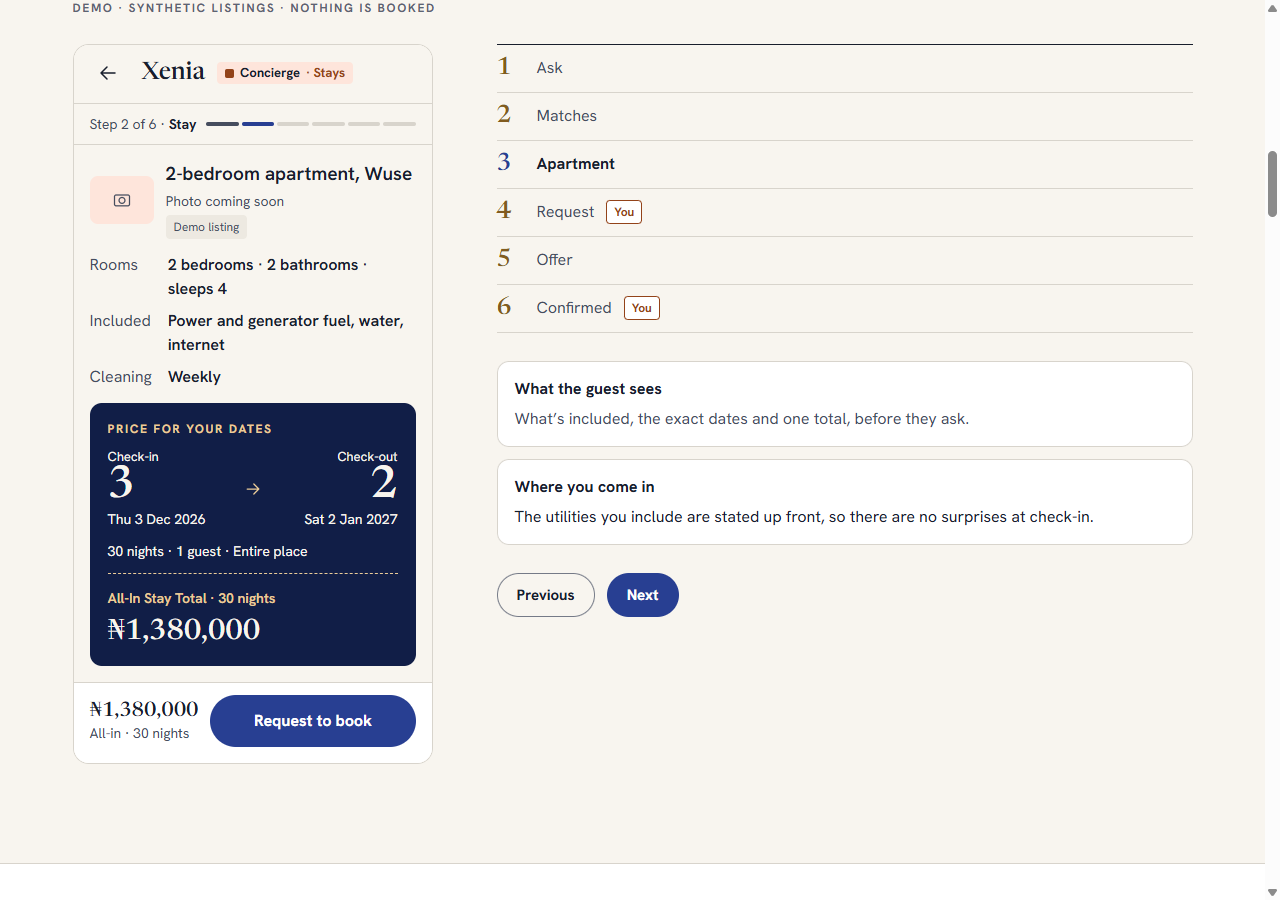 DEMO · SYNTHETIC LISTINGS · NOTHING IS BOOKED
Xenia
Concierge · Stays
Step 2 of 6 · Stay
2-bedroom apartment, Wuse
Photo coming soon
Demo listing
Rooms
2 bedrooms · 2 bathrooms ·
sleeps 4
Included
Power and generator fuel, water,
internet
Cleaning
Weekly
PRICE FOR YOUR DATES
Check-in
3
Thu 3 Dec 2026
→
Check-out
2
Sat 2 Jan 2027
30 nights · 1 guest · Entire place
All-In Stay Total · 30 nights
₦1,380,000
₦1,380,000
All-in · 30 nights
Request to book
1 Ask
2 Matches
3 Apartment
4 Request You
5 Offer
6 Confirmed You
What the guest sees
What’s included, the exact dates and one total, before they ask.
Where you come in
The utilities you include are stated up front, so there are no surprises at check-in.
Previous
Next